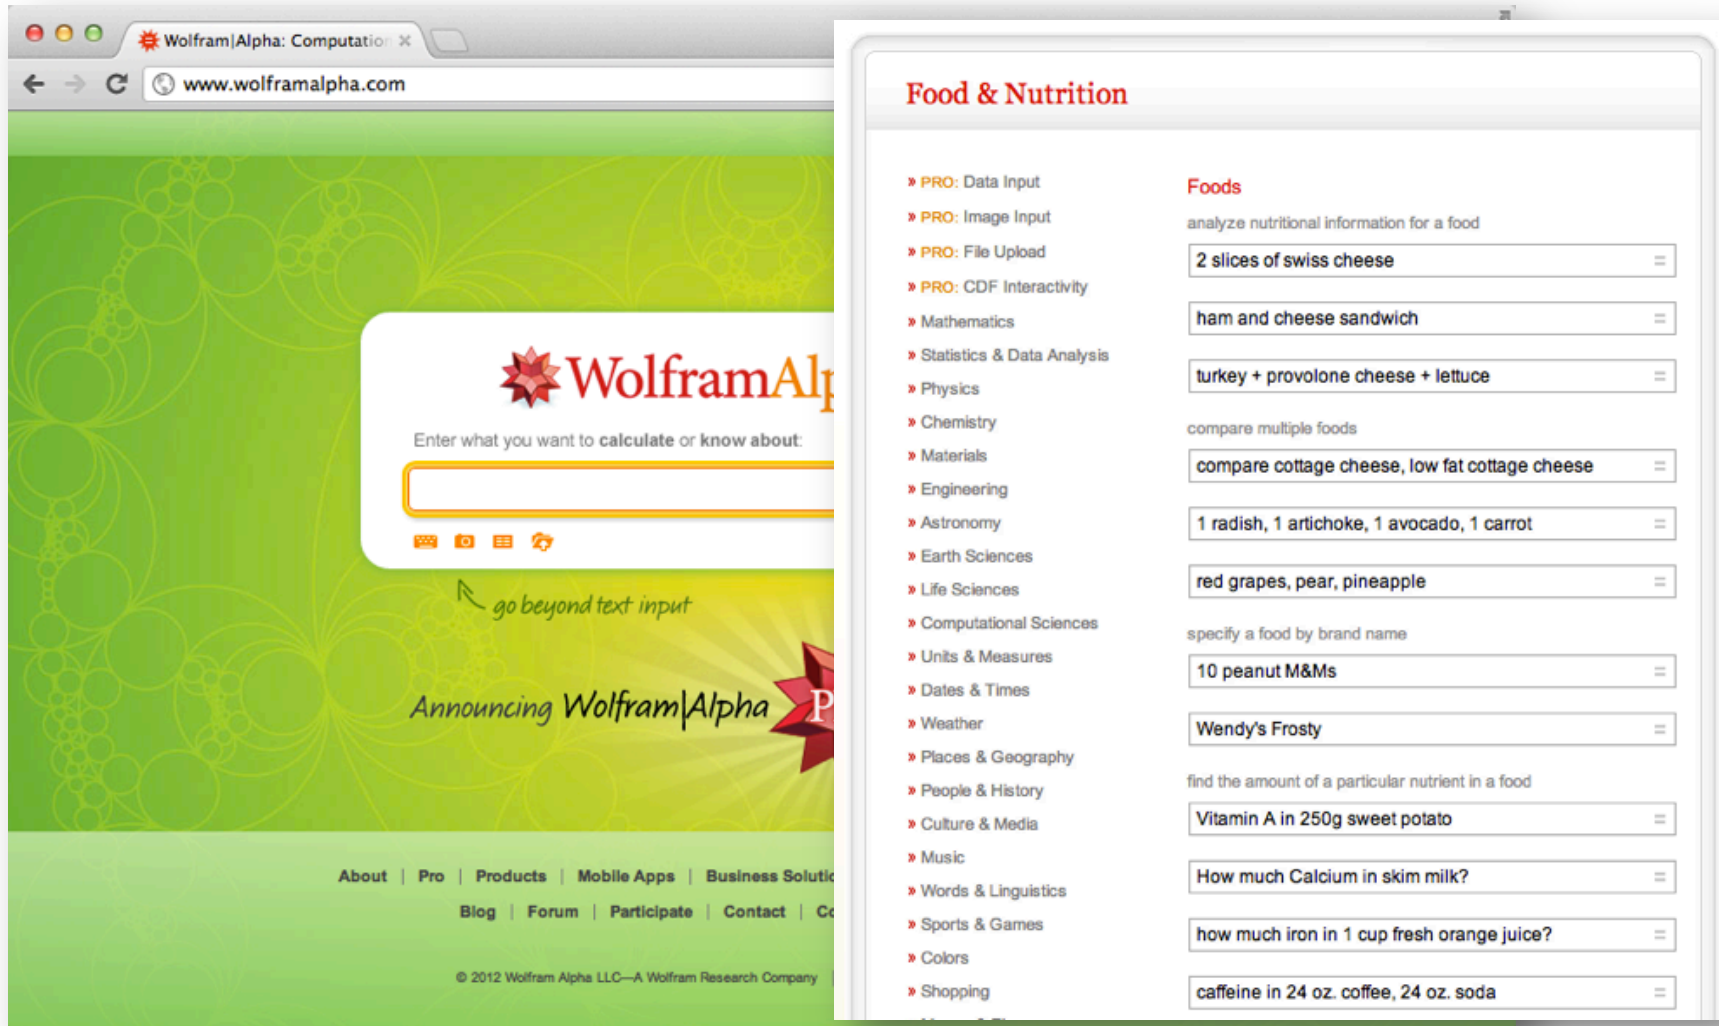 Wolfram|Alpha: Computation
www.wolframalpha.com
WolframAlp
Enter what you want to calculate or know about:
go beyond text input
Announcing Wolfram|Alpha P
About | Pro | Products | Mobile Apps | Business Solutio
Blog | Forum | Participate | Contact | Co
© 2012 Wolfram Alpha LLC—A Wolfram Research Company
Food & Nutrition
» PRO: Data Input
» PRO: Image Input
» PRO: File Upload
» PRO: CDF Interactivity
» Mathematics
» Statistics & Data Analysis
» Physics
» Chemistry
» Materials
» Engineering
» Astronomy
» Earth Sciences
» Life Sciences
» Computational Sciences
» Units & Measures
» Dates & Times
» Weather
» Places & Geography
» People & History
» Culture & Media
» Music
» Words & Linguistics
» Sports & Games
» Colors
» Shopping
Foods
analyze nutritional information for a food
2 slices of swiss cheese =
ham and cheese sandwich =
turkey + provolone cheese + lettuce =
compare multiple foods
compare cottage cheese, low fat cottage cheese =
1 radish, 1 artichoke, 1 avocado, 1 carrot =
red grapes, pear, pineapple =
specify a food by brand name
10 peanut M&Ms =
Wendy's Frosty =
find the amount of a particular nutrient in a food
Vitamin A in 250g sweet potato =
How much Calcium in skim milk? =
how much iron in 1 cup fresh orange juice? =
caffeine in 24 oz. coffee, 24 oz. soda =